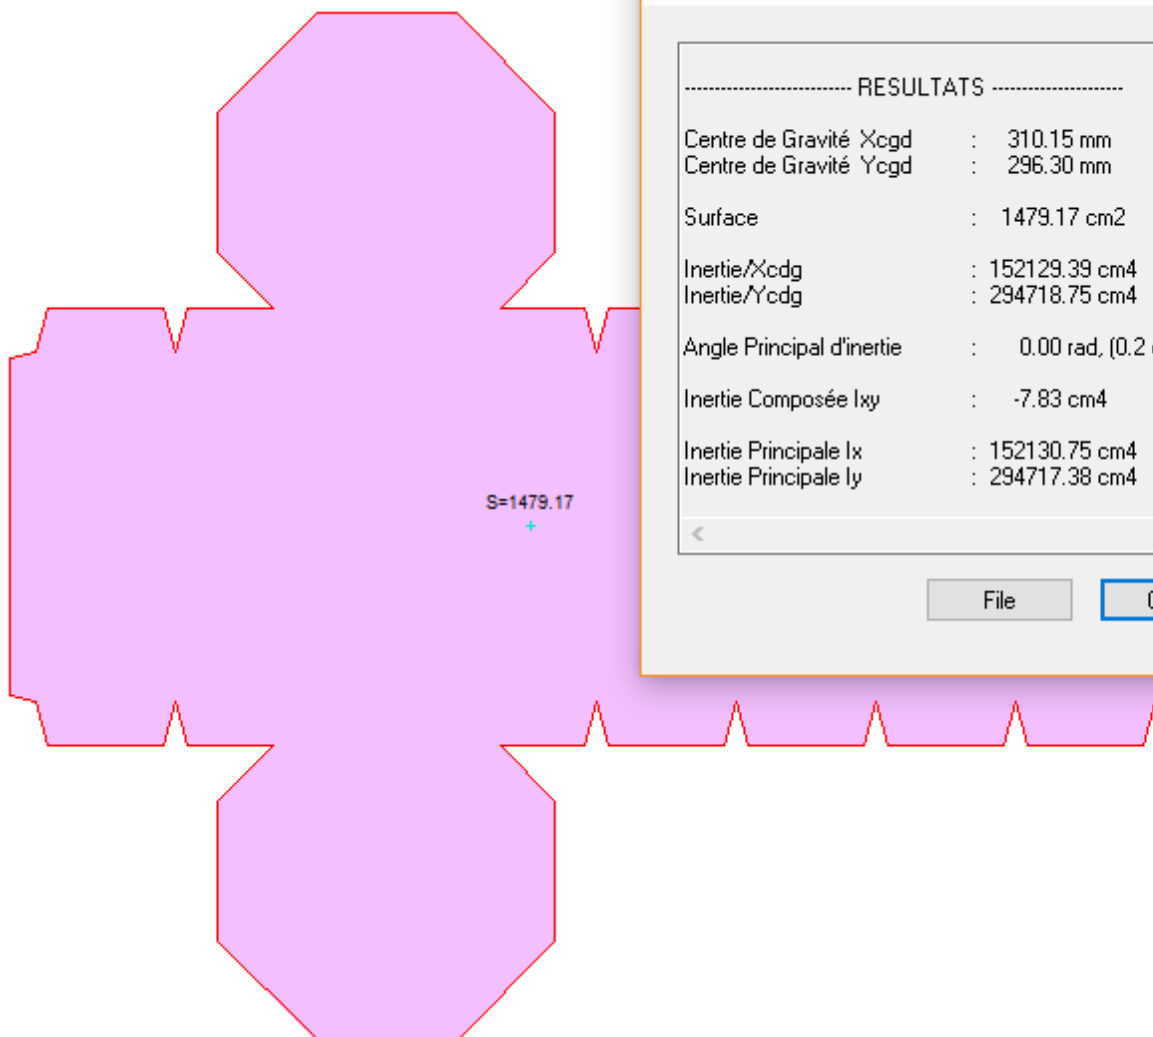 --------------------------- RESULTATS ---------------------
Centre de Gravité Xcgd : 310.15 mm
Centre de Gravité Ycgd : 296.30 mm
Surface : 1479.17 cm2
Inertie/Xcdg : 152129.39 cm4
Inertie/Ycdg : 294718.75 cm4
Angle Principal d'inertie : 0.00 rad, (0.2
Inertie Composée Ixy : -7.83 cm4
Inertie Principale Ix : 152130.75 cm4
Inertie Principale Iy : 294717.38 cm4
S=1479.17
File